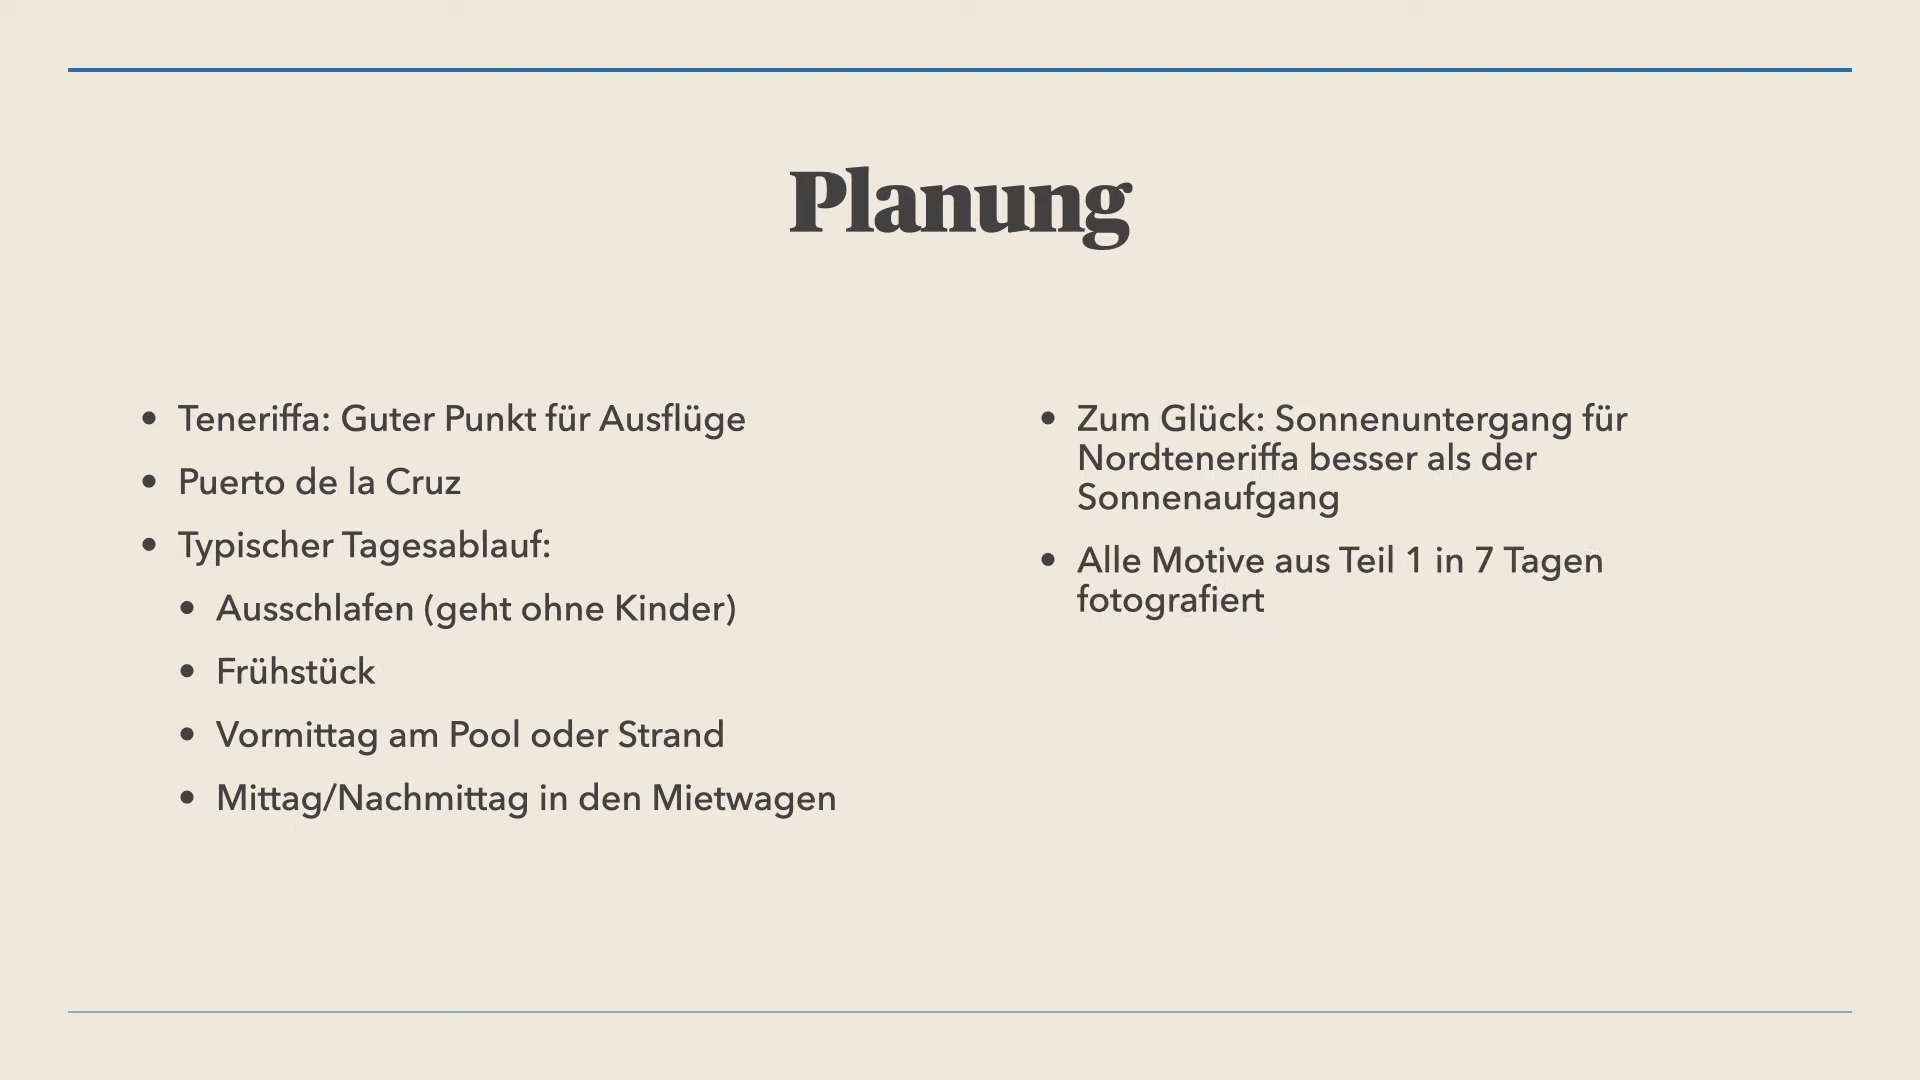 Planung
• Teneriffa: Guter Punkt für Ausflüge
• Puerto de la Cruz
• Typischer Tagesablauf:
• Ausschlafen (geht ohne Kinder)
• Frühstück
• Vormittag am Pool oder Strand
• Mittag/Nachmittag in den Mietwagen
• Zum Glück: Sonnenuntergang für
Nordteneriffa besser als der
Sonnenaufgang
• Alle Motive aus Teil 1 in 7 Tagen
fotografiert